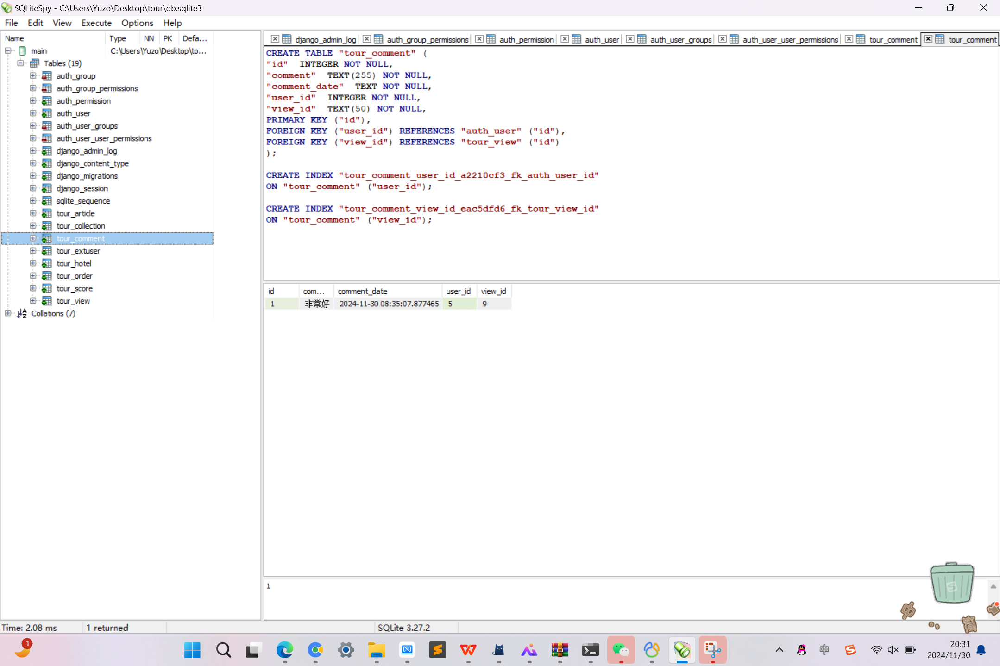 SQLiteSpy - C:\Users\Yuzo\Desktop\tour\db.sqlite3
File Edit View Execute Options Help
Name Type NN PK Defa...
main C:\Users\Yuzo\Desktop\to...
Tables (19)
auth_group
auth_group_permissions
auth_permission
auth_user
auth_user_groups
auth_user_user_permissions
django_admin_log
django_content_type
django_migrations
django_session
sqlite_sequence
tour_article
tour_collection
tour_comment
tour_extuser
tour_hotel
tour_order
tour_score
tour_view
Collations (7)
django_admin_log auth_group_permissions auth_permission auth_user auth_user_groups auth_user_user_permissions tour_comment tour_comment
CREATE TABLE "tour_comment" (
"id" INTEGER NOT NULL,
"comment" TEXT(255) NOT NULL,
"comment_date" TEXT NOT NULL,
"user_id" INTEGER NOT NULL,
"view_id" TEXT(50) NOT NULL,
PRIMARY KEY ("id"),
FOREIGN KEY ("user_id") REFERENCES "auth_user" ("id"),
FOREIGN KEY ("view_id") REFERENCES "tour_view" ("id")
);
CREATE INDEX "tour_comment_user_id_a2210cf3_fk_auth_user_id"
ON "tour_comment" ("user_id");
CREATE INDEX "tour_comment_view_id_eac5dfd6_fk_tour_view_id"
ON "tour_comment" ("view_id");
id com... comment_date user_id view_id
1 非常好 2024-11-30 08:35:07.877465 5 9
1
中
Time: 2.08 ms 1 returned SQLite 3.27.2
1
中
20:31
2024/11/30